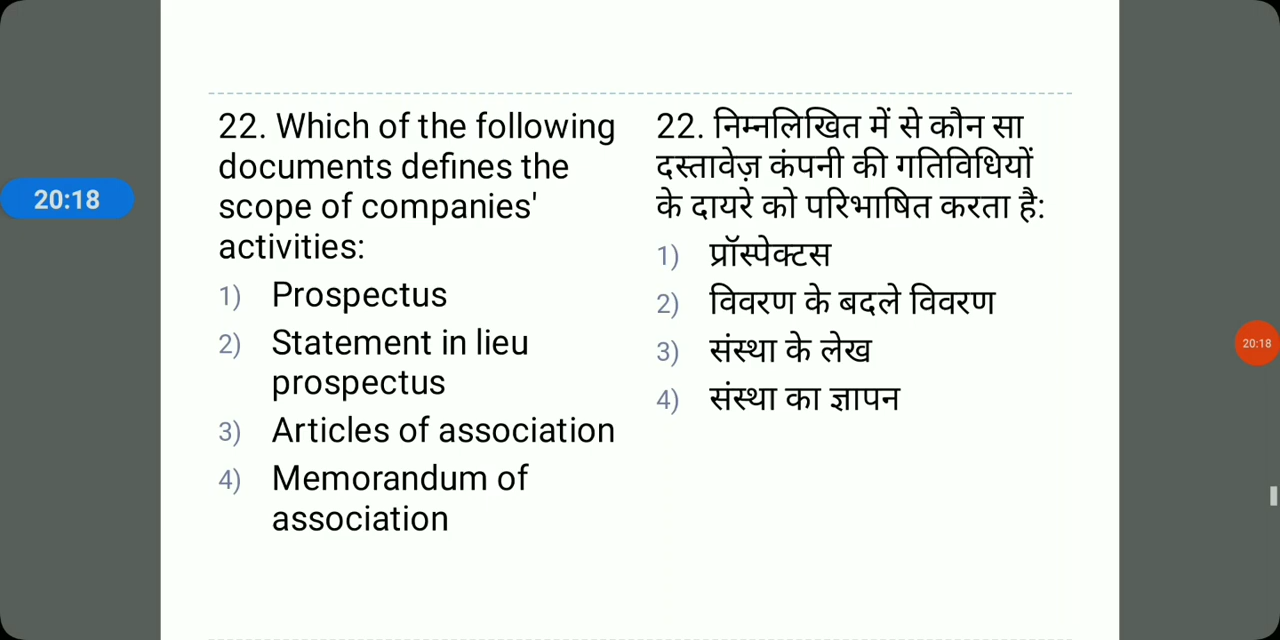 20:18
22. Which of the following
documents defines the
scope of companies'
activities:
1) Prospectus
2) Statement in lieu
prospectus
3) Articles of association
4) Memorandum of
association
22. निम्नलिखित में से कौन सा
दस्तावेज़ कंपनी की गतिविधियों
के दायरे को परिभाषित करता है:
1) प्रॉस्पेक्टस
2) विवरण के बदले विवरण
3) संस्था के लेख
4) संस्था का ज्ञापन
20:18